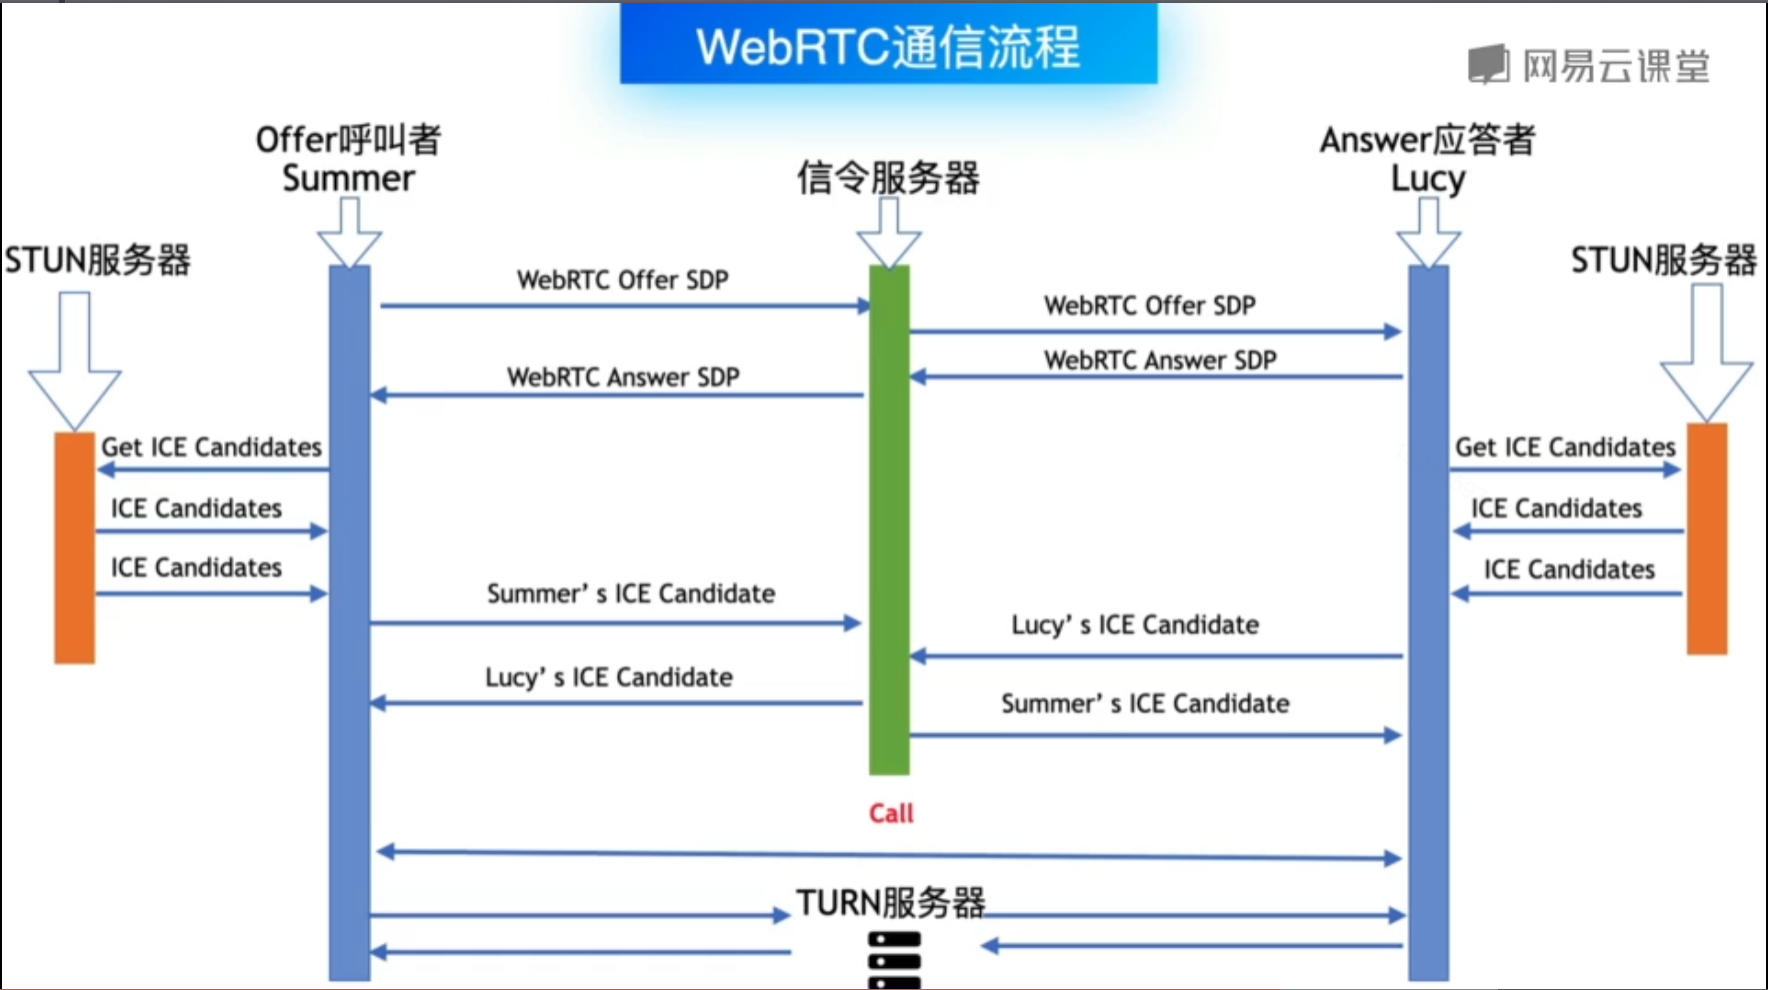 WebRTC通信流程
网易云课堂
Offer呼叫者
Summer
信令服务器
Answer应答者
Lucy
STUN服务器
STUN服务器
WebRTC Offer SDP
WebRTC Offer SDP
WebRTC Answer SDP
WebRTC Answer SDP
Get ICE Candidates
Get ICE Candidates
ICE Candidates
ICE Candidates
ICE Candidates
ICE Candidates
Summer’ s ICE Candidate
Lucy’ s ICE Candidate
Lucy’ s ICE Candidate
Summer’ s ICE Candidate
Call
TURN服务器